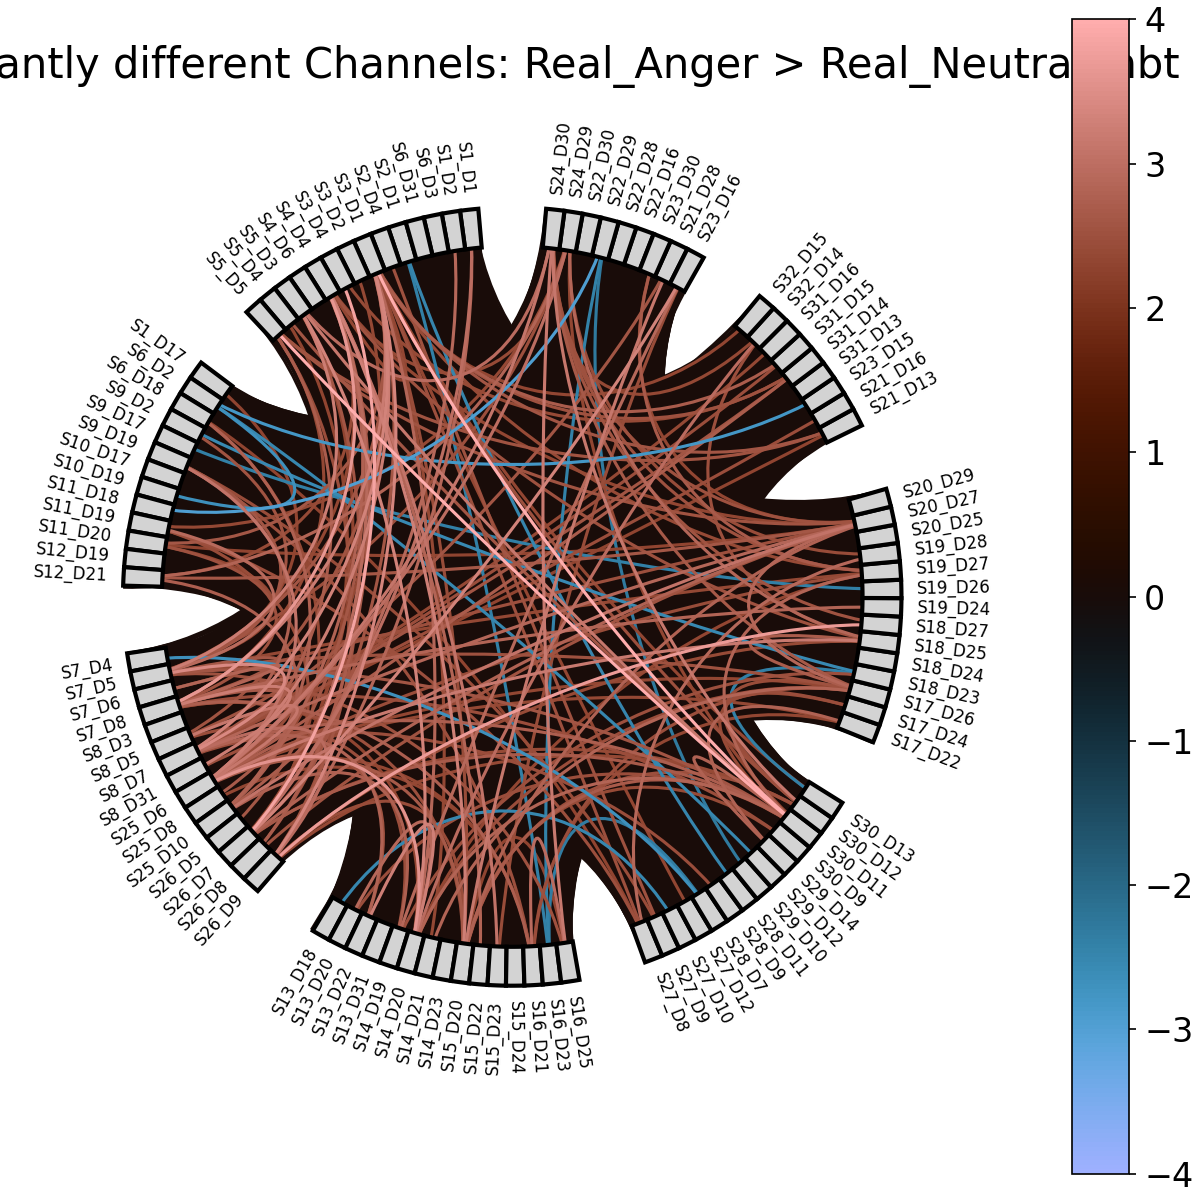 antly different Channels: Real_Anger > Real_Neutra bt
4
3
2
1
0
−1
−2
−3
−4
S1_D1
S1_D2
S6_D3
S6_D31
S2_D1
S2_D4
S3_D1
S3_D2
S3_D4
S4_D4
S4_D6
S5_D3
S5_D4
S5_D5
S1_D17
S6_D2
S6_D18
S9_D2
S9_D17
S9_D19
S10_D17
S10_D19
S11_D18
S11_D19
S11_D20
S12_D19
S12_D21
S7_D4
S7_D5
S7_D6
S7_D8
S8_D3
S8_D5
S8_D7
S8_D31
S25_D6
S25_D8
S25_D10
S26_D5
S26_D7
S26_D8
S26_D9
S13_D18
S13_D20
S13_D22
S13_D31
S14_D19
S14_D20
S14_D21
S14_D23
S15_D20
S15_D22
S15_D23
S15_D24
S16_D21
S16_D23
S16_D25
S27_D8
S27_D9
S27_D10
S27_D12
S28_D7
S28_D9
S28_D11
S29_D10
S29_D12
S29_D14
S30_D9
S30_D11
S30_D12
S30_D13
S17_D22
S17_D24
S17_D26
S18_D23
S18_D24
S18_D25
S18_D27
S19_D24
S19_D26
S19_D27
S19_D28
S20_D25
S20_D27
S20_D29
S21_D13
S21_D16
S23_D15
S31_D13
S31_D14
S31_D15
S31_D16
S32_D14
S32_D15
S23_D16
S21_D28
S23_D30
S22_D16
S22_D28
S22_D29
S22_D30
S24_D29
S24_D30